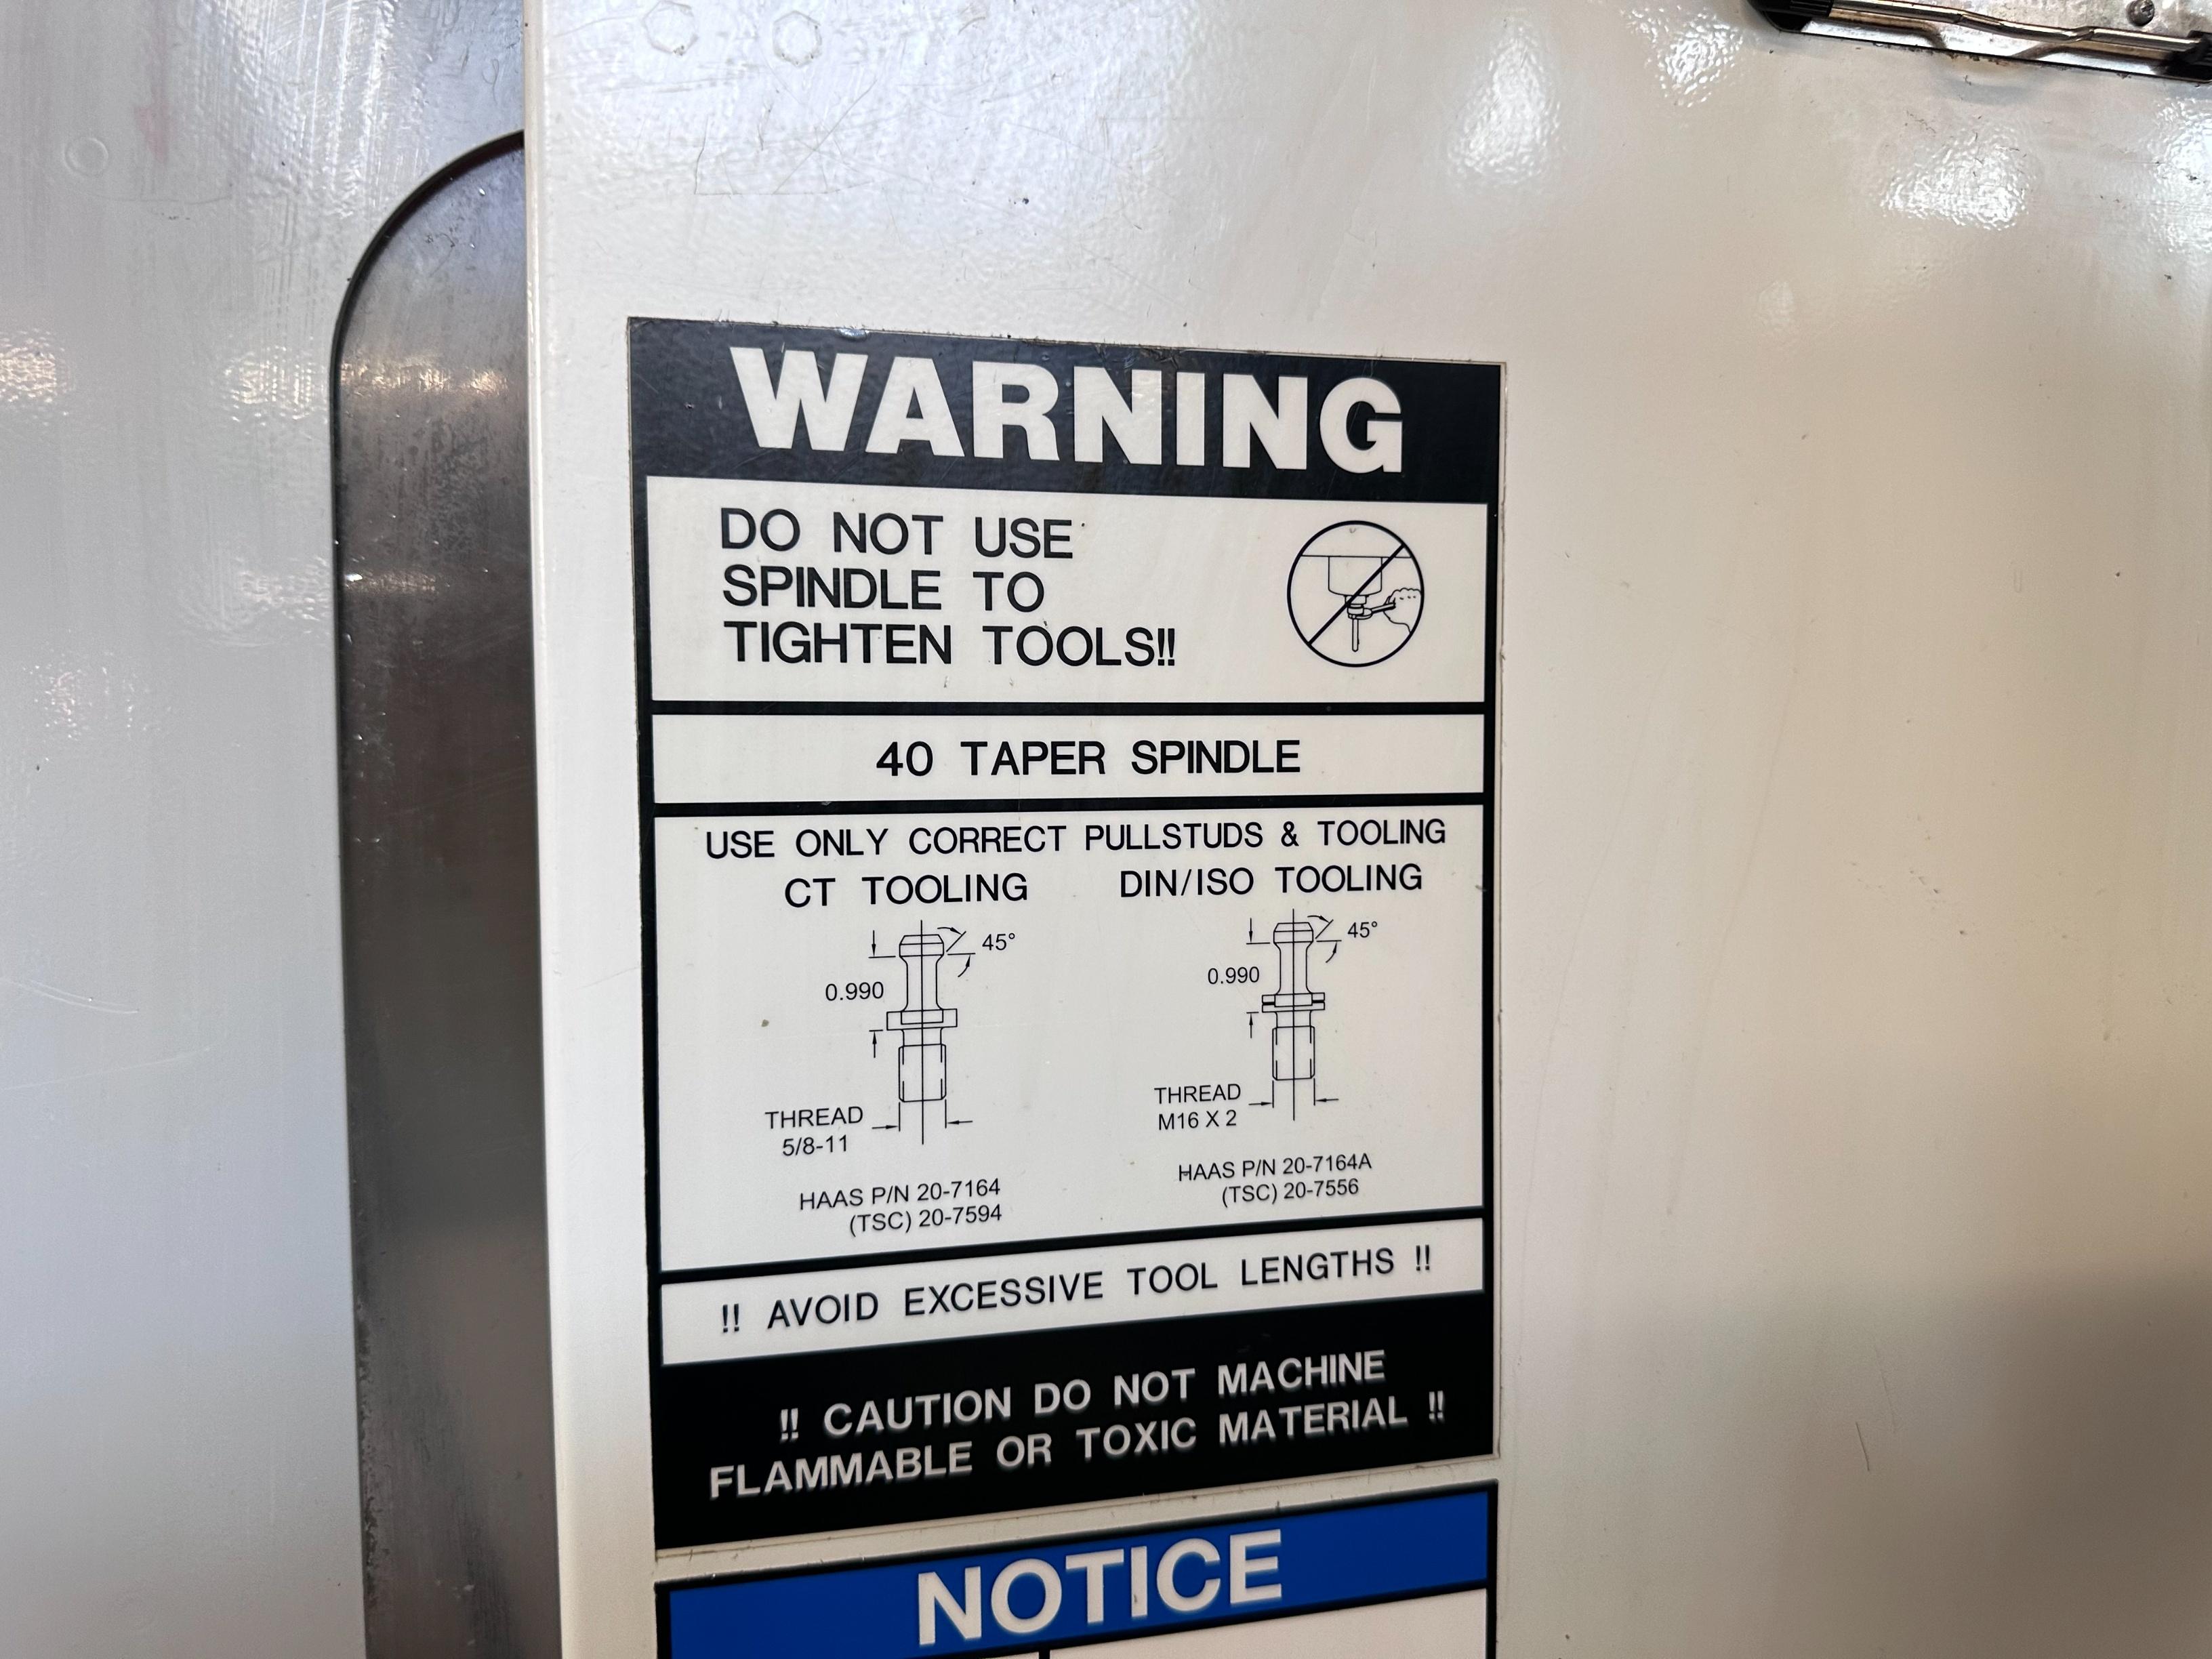 WARNING
DO NOT USE
SPINDLE TO
TIGHTEN TOOLS!!
40 TAPER SPINDLE
USE ONLY CORRECT PULLSTUDS & TOOLING
CT TOOLING
45°
0.990
THREAD
5/8-11
HAAS P/N 20-7164
(TSC) 20-7594
DIN/ISO TOOLING
45°
0.990
THREAD
M16 X 2
HAAS P/N 20-7164A
(TSC) 20-7556
!! AVOID EXCESSIVE TOOL LENGTHS !!
!! CAUTION DO NOT MACHINE
FLAMMABLE OR TOXIC MATERIAL !!
NOTICE